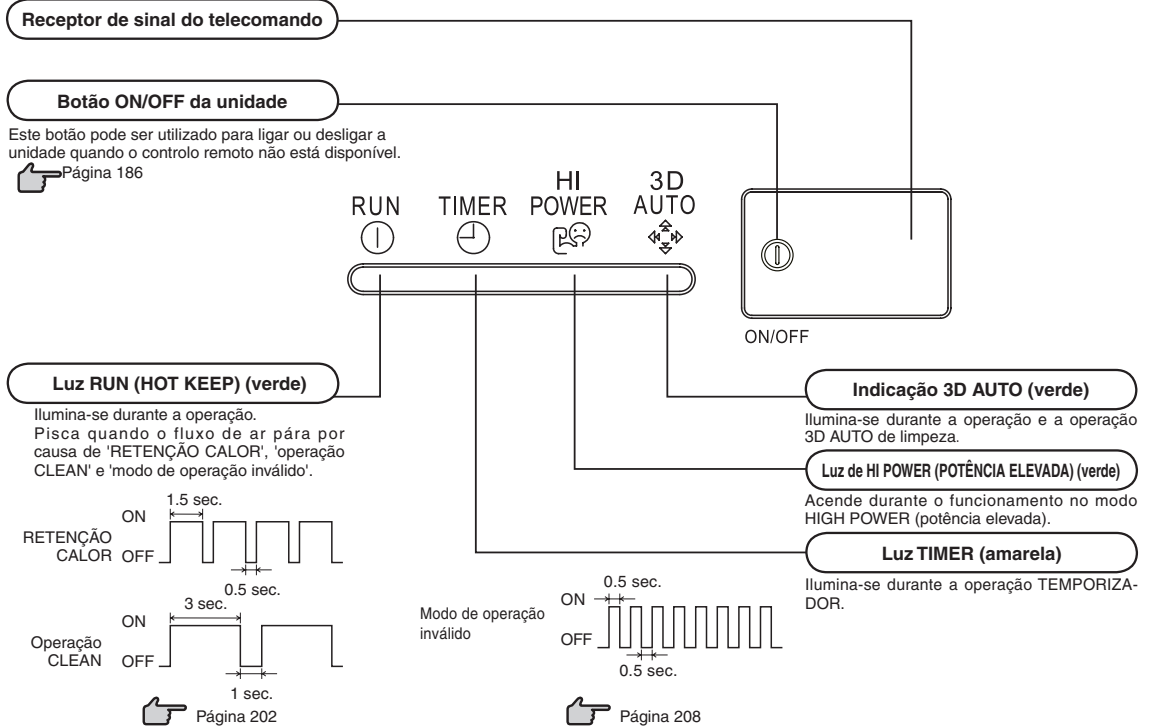 Receptor de sinal do telecomando
Botão ON/OFF da unidade
Este botão pode ser utilizado para ligar ou desligar a
unidade quando o controlo remoto não está disponível.
Página 186
RUN
TIMER
HI
POWER
3D
AUTO
ON/OFF
Luz RUN (HOT KEEP) (verde)
Ilumina-se durante a operação.
Pisca quando o fluxo de ar pára por
causa de 'RETENÇÃO CALOR', 'operação
CLEAN' e 'modo de operação inválido'.
1.5 sec.
ON
RETENÇÃO
CALOR
OFF
0.5 sec.
3 sec.
ON
Operação
CLEAN
OFF
1 sec.
Página 202
Modo de operação
inválido
0.5 sec.
ON
OFF
0.5 sec.
Página 208
Indicação 3D AUTO (verde)
Ilumina-se durante a operação e a operação
3D AUTO de limpeza.
Luz de HI POWER (POTÊNCIA ELEVADA) (verde)
Acende durante o funcionamento no modo
HIGH POWER (potência elevada).
Luz TIMER (amarela)
Ilumina-se durante a operação TEMPORIZA-
DOR.